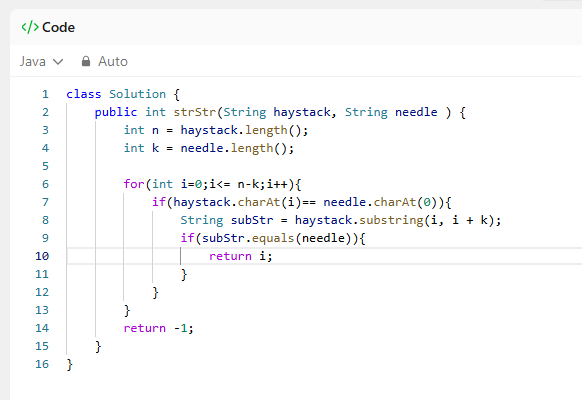 </> Code
Java Auto
1 class Solution {
2 public int strStr(String haystack, String needle ) {
3 int n = haystack.length();
4 int k = needle.length();
5
6 for(int i=0;i<= n-k;i++){
7 if(haystack.charAt(i)== needle.charAt(0)){
8 String subStr = haystack.substring(i, i + k);
9 if(subStr.equals(needle)){
10 return i;
11 }
12 }
13 }
14 return -1;
15 }
16 }